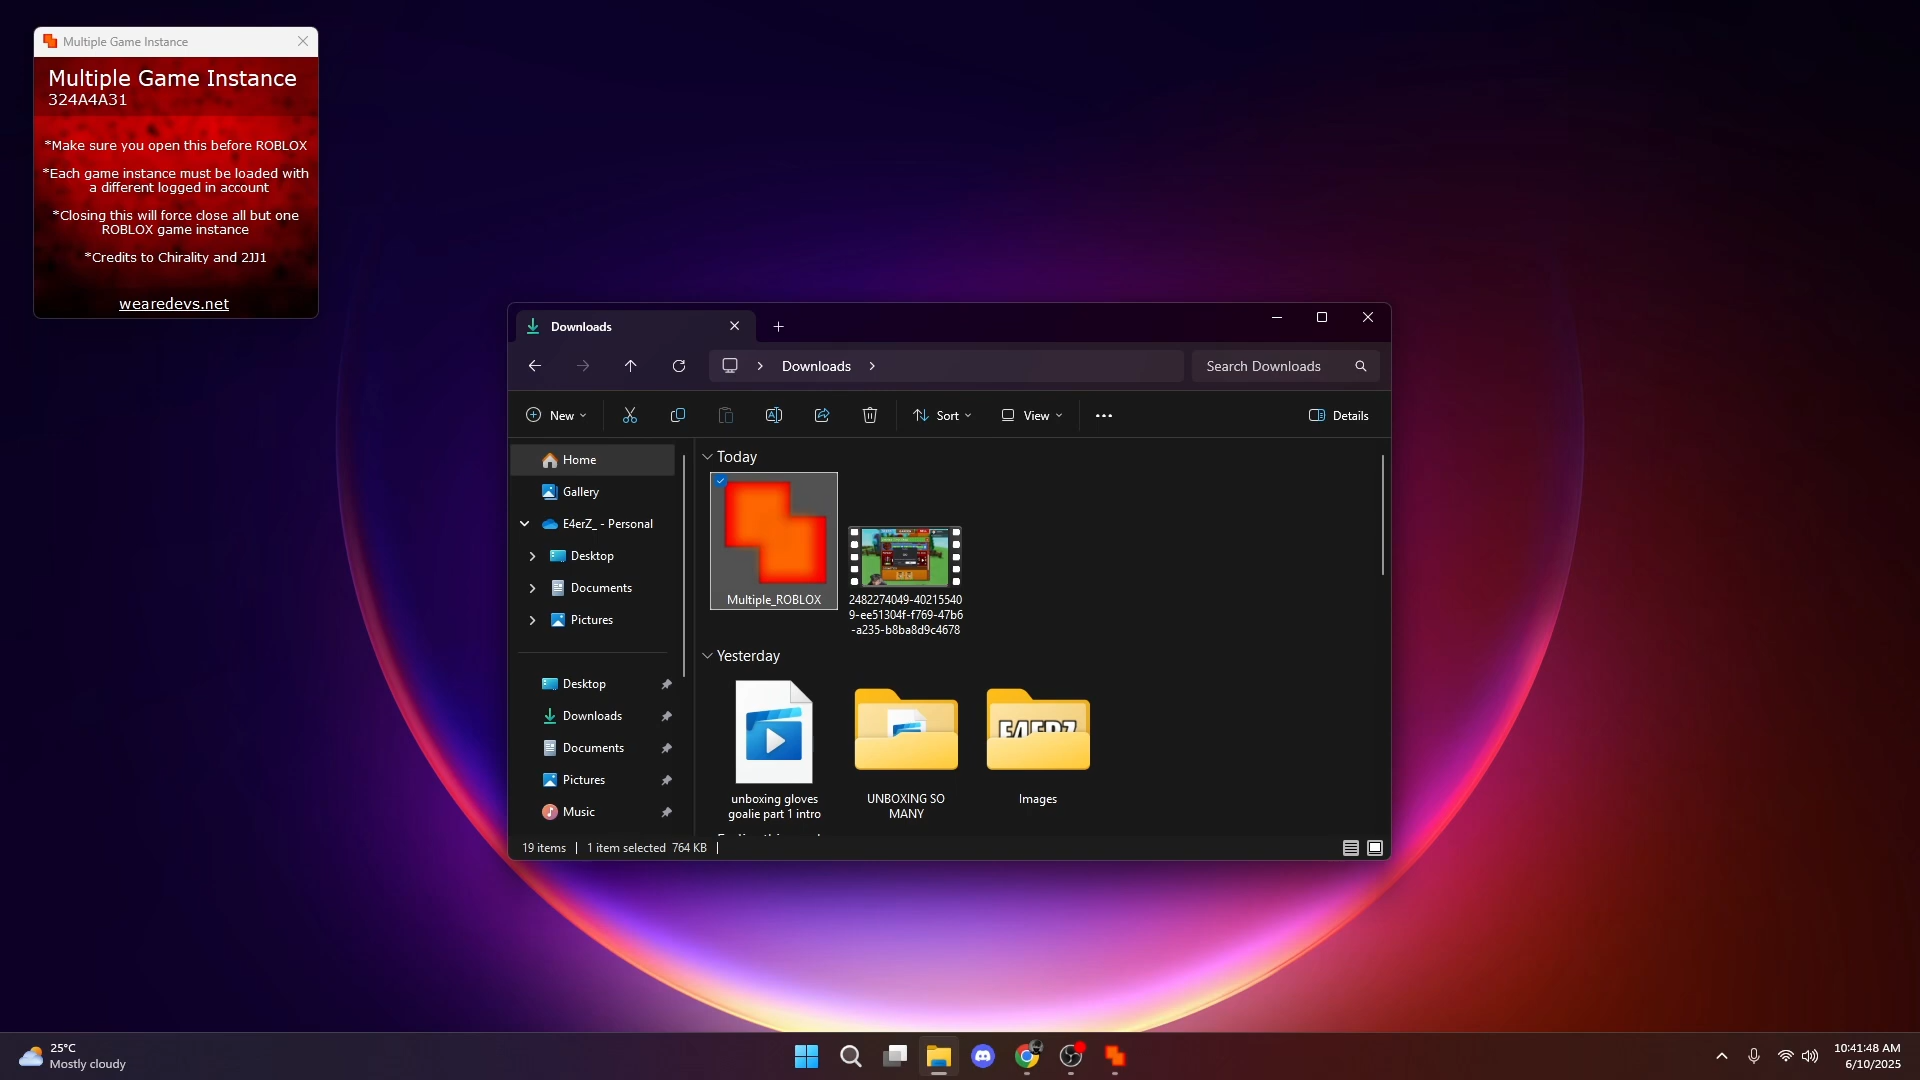 Multiple Game Instance
Multiple Game Instance
324A4A31
*Make sure you open this before ROBLOX
*Each game instance must be loaded with
a different logged in account
*Closing this will force close all but one
ROBLOX game instance
*Credits to Chirality and 2JJ1
wearedevs.net
Downloads
Downloads
Search Downloads
New
Sort
View
Details
Home
Gallery
E4erZ_ - Personal
Desktop
Documents
Pictures
Desktop
Downloads
Documents
Pictures
Music
Today
Multiple_ROBLOX
2482274049-40215540
9-ee51304f-f769-47b6
-a235-b8ba8d9c4678
Yesterday
unboxing gloves
goalie part 1 intro
UNBOXING SO
MANY
E4ERZ
Images
19 items
1 item selected 764 KB
25°C
Mostly cloudy
10:41:48 AM
6/10/2025